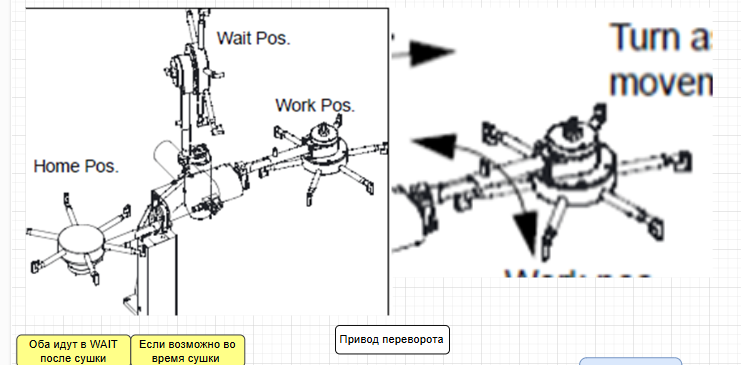 Wait Pos.
Work Pos.
Home Pos.
Turn a
moven
Оба идут в WAIT
после сушки
Если возможно во
время сушки
Привод переворота